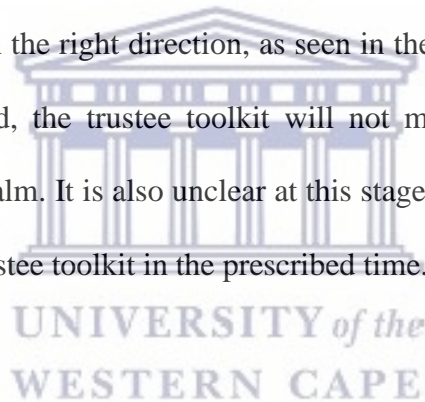 the right direction, as seen in the
, the trustee toolkit will not m
alm. It is also unclear at this stage
stee toolkit in the prescribed time.
UNIVERSITY of the
WESTERN CAPE